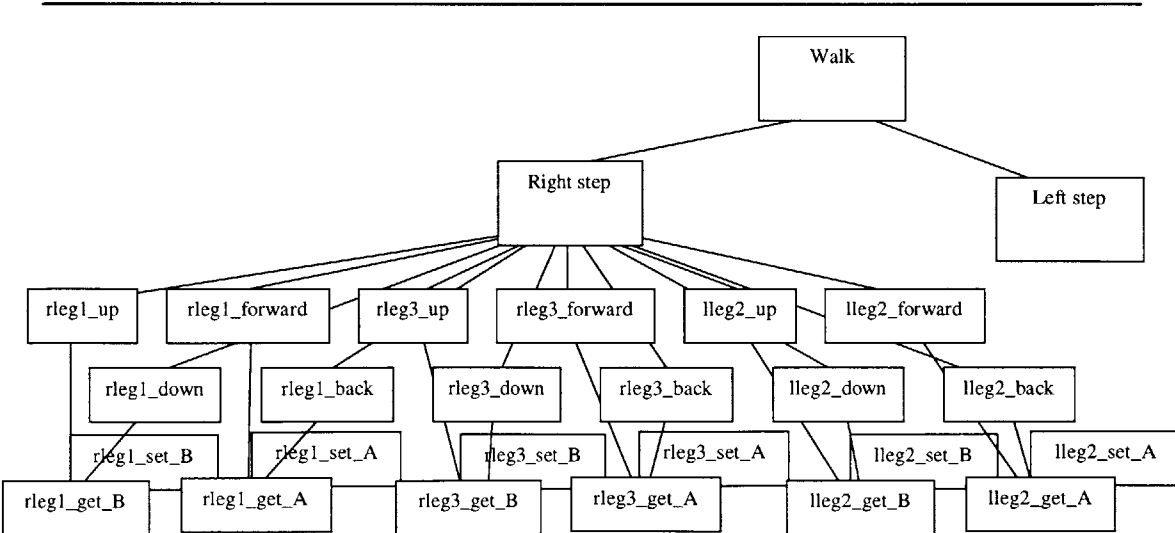 Walk
Right step
Left step
rleg1_up
rleg1_forward
rleg3_up
rleg3_forward
lleg2_up
lleg2_forward
rleg1_down
rleg1_back
rleg3_down
rleg3_back
lleg2_down
lleg2_back
rleg1_set_B
rleg1_set_A
rleg3_set_B
rleg3_set_A
lleg2_set_B
lleg2_set_A
rleg1_get_B
rleg1_get_A
rleg3_get_B
rleg3_get_A
lleg2_get_B
lleg2_get_A